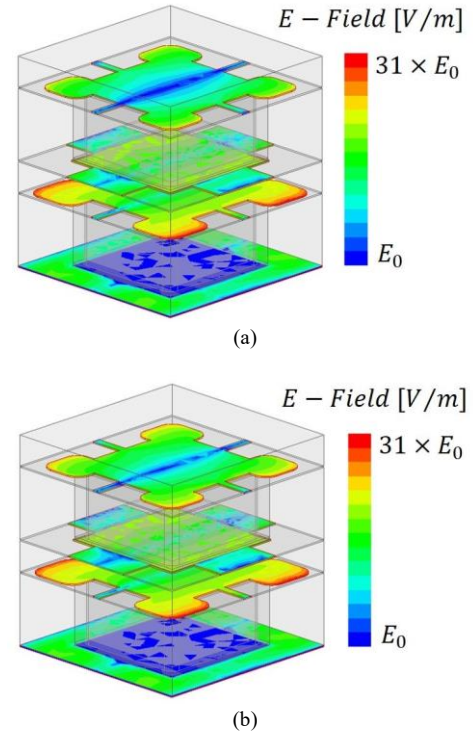 E − Field [V/m]
31 × E₀
E₀
(a)
E − Field [V/m]
31 × E₀
E₀
(b)